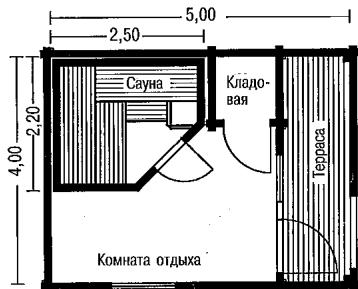 5,00
2,50
Сауна
Кладо-
вая
2,20
4,00
Терраса
Комната отдыха